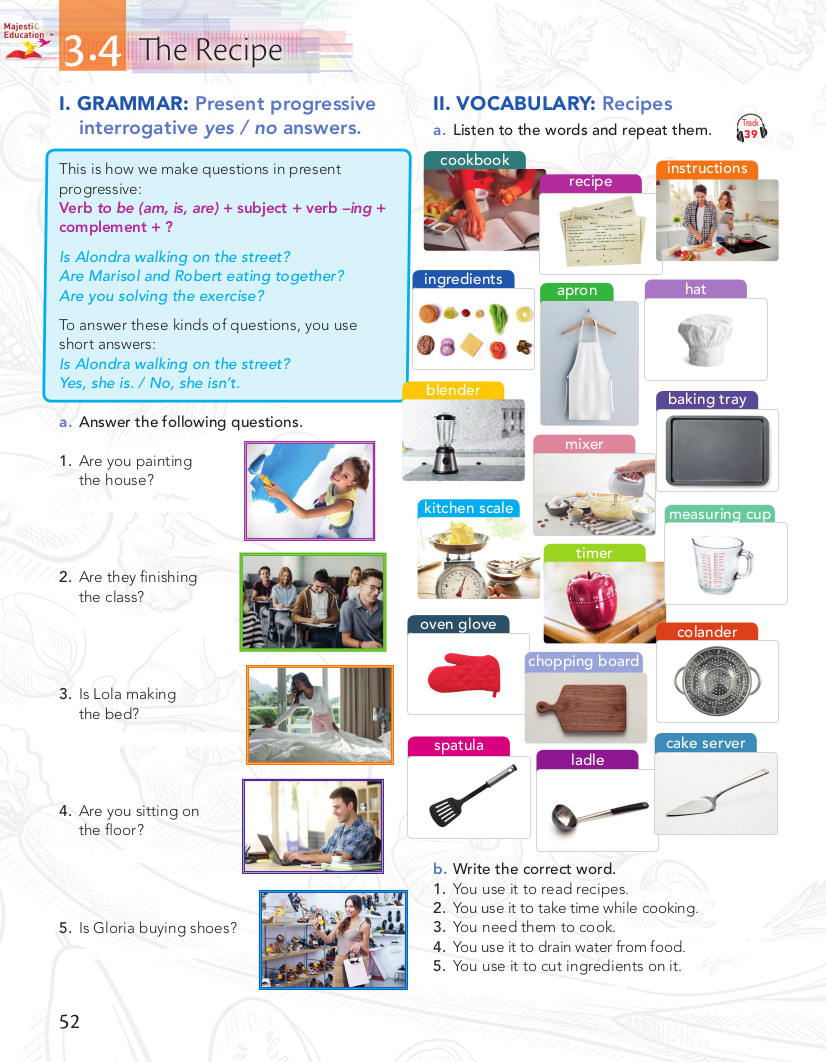 Majestic
Education
3.4 The Recipe
I. GRAMMAR: Present progressive
interrogative yes / no answers.
This is how we make questions in present
progressive:
Verb to be (am, is, are) + subject + verb –ing +
complement + ?
Is Alondra walking on the street?
Are Marisol and Robert eating together?
Are you solving the exercise?
To answer these kinds of questions, you use
short answers:
Is Alondra walking on the street?
Yes, she is. / No, she isn’t.
a. Answer the following questions.
1. Are you painting
the house?
2. Are they finishing
the class?
3. Is Lola making
the bed?
4. Are you sitting on
the floor?
5. Is Gloria buying shoes?
II. VOCABULARY: Recipes
a. Listen to the words and repeat them.
Track
39
cookbook
recipe
instructions
ingredients
apron
hat
blender
baking tray
mixer
kitchen scale
measuring cup
timer
oven glove
colander
chopping board
spatula
ladle
cake server
b. Write the correct word.
1. You use it to read recipes.
2. You use it to take time while cooking.
3. You need them to cook.
4. You use it to drain water from food.
5. You use it to cut ingredients on it.
52